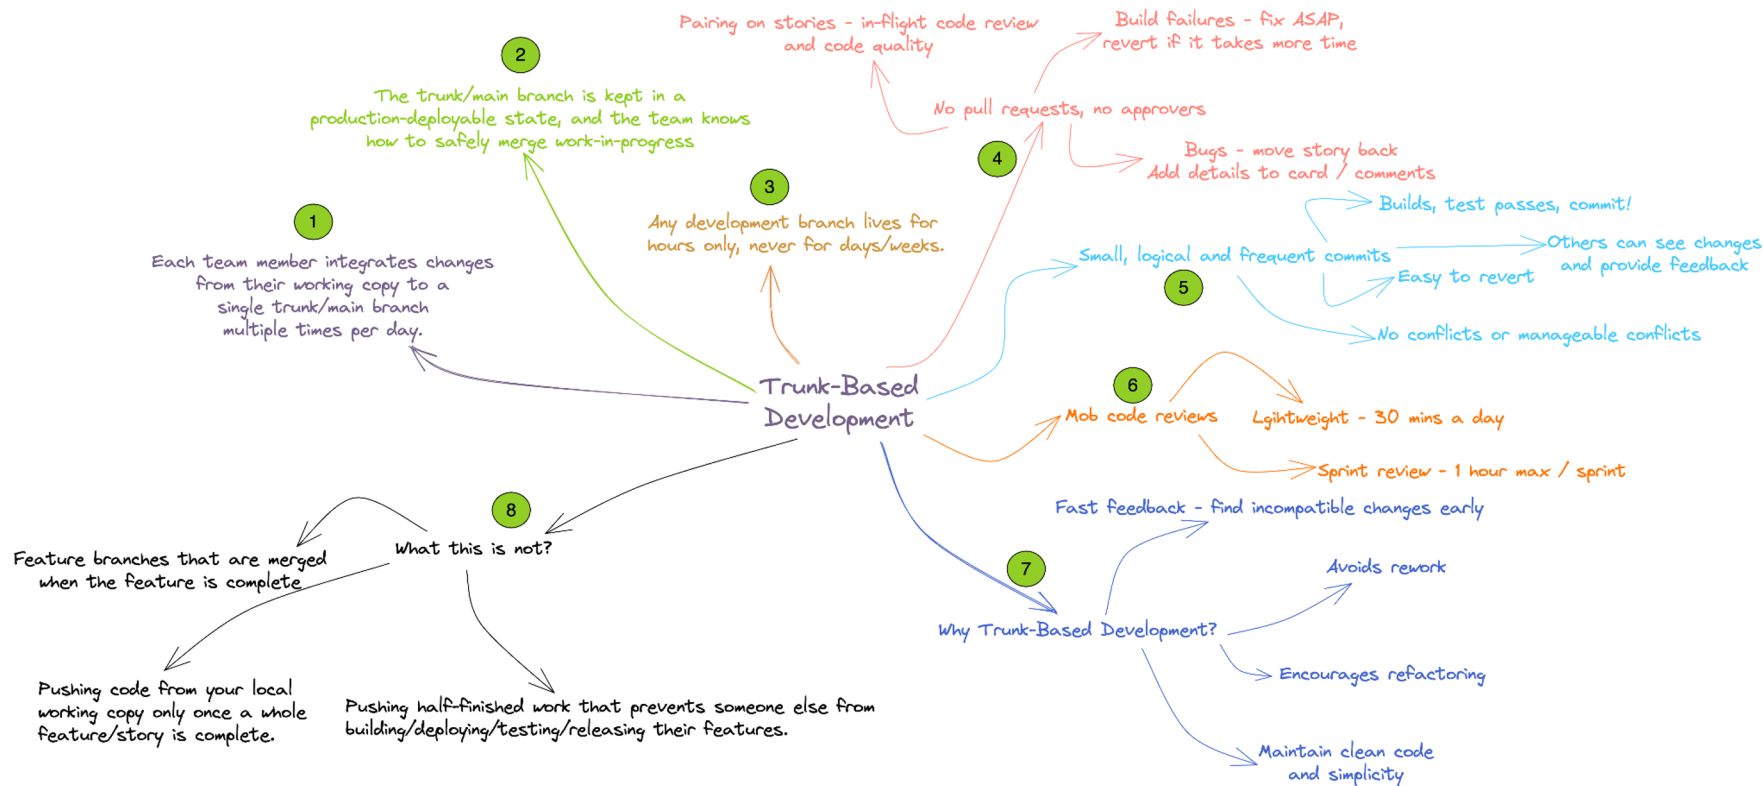 Trunk-Based
Development
1
Each team member integrates changes
from their working copy to a
single trunk/main branch
multiple times per day.
2
The trunk/main branch is kept in a
production-deployable state, and the team knows
how to safely merge work-in-progress
3
Any development branch lives for
hours only, never for days/weeks.
4
No pull requests, no approvers
Pairing on stories - in-flight code review
and code quality
Build failures - fix ASAP,
revert if it takes more time
Bugs - move story back
Add details to card / comments
5
Small, logical and frequent commits
Builds, test passes, commit!
Others can see changes
and provide feedback
Easy to revert
No conflicts or manageable conflicts
6
Mob code reviews
Lgihtweight - 30 mins a day
Sprint review - 1 hour max / sprint
7
Why Trunk-Based Development?
Fast feedback - find incompatible changes early
Avoids rework
Encourages refactoring
Maintain clean code
and simplicity
8
What this is not?
Feature branches that are merged
when the feature is complete
Pushing code from your local
working copy only once a whole
feature/story is complete.
Pushing half-finished work that prevents someone else from
building/deploying/testing/releasing their features.